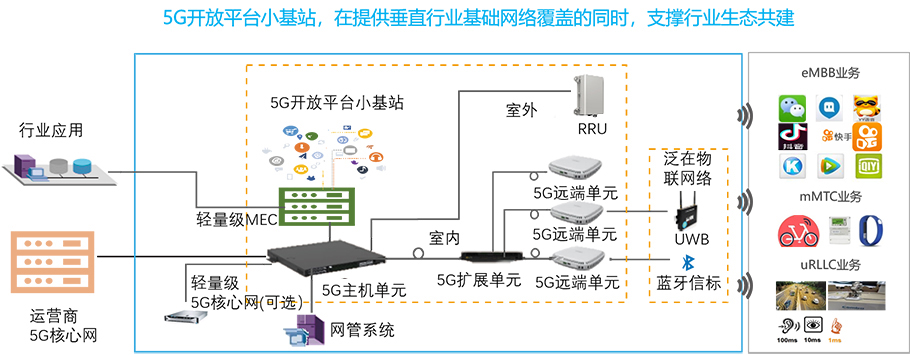 5G开放平台小基站，在提供垂直行业基础网络覆盖的同时，支撑行业生态共建
行业应用
运营商
5G核心网
5G开放平台小基站
轻量级MEC
轻量级
5G核心网(可选)
5G主机单元
网管系统
室外
RRU
室内
5G扩展单元
5G远端单元
5G远端单元
5G远端单元
泛在物
联网络
UWB
蓝牙信标
eMBB业务
YY语音
抖音
快手
iQIYI
mMTC业务
uRLLC业务
100ms
10ms
1ms